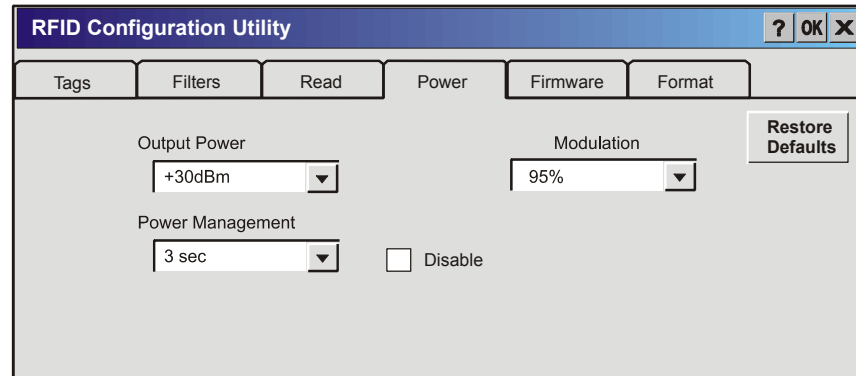 RFID Configuration Utility
? OK X
Tags Filters Read Power Firmware Format
Restore
Defaults
Output Power Modulation
+30dBm 95%
Power Management
3 sec Disable